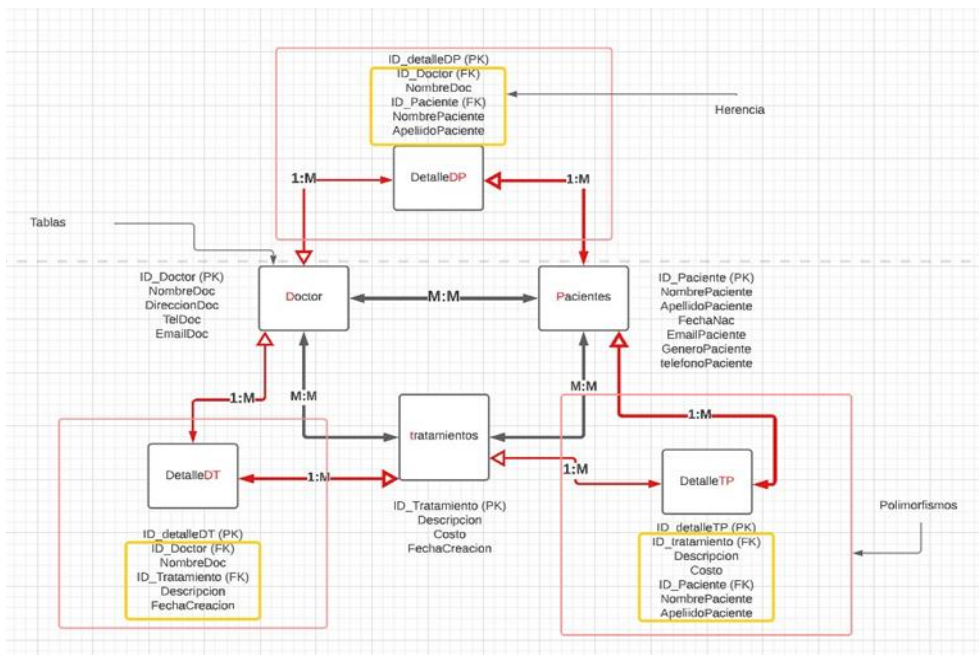 ID_detalleDP (PK)
ID_Doctor (FK)
NombreDoc
ID_Paciente (FK)
NombrePaciente
ApeliidoPaciente
Herencia
1:M
DetalleDP
1:M
Tablas
ID_Doctor (PK)
NombreDoc
DireccionDoc
TelDoc
EmailDoc
Doctor
M:M
Pacientes
ID_Paciente (PK)
NombrePaciente
ApellidoPaciente
FechaNac
EmailPaciente
GeneroPaciente
telefonoPaciente
1:M
M:M
M:M
1:M
tratamientos
DetalleDT
1:M
1:M
DetalleTP
Polimorfismos
ID_Tratamiento (PK)
Descripcion
Costo
FechaCreacion
ID_detalleDT (PK)
ID_Doctor (FK)
NombreDoc
ID_Tratamiento (FK)
Descripcion
FechaCreacion
ID_detalleTP (PK)
ID_tratamiento (FK)
Descripcion
Costo
ID_Paciente (FK)
NombrePaciente
ApeliidoPaciente